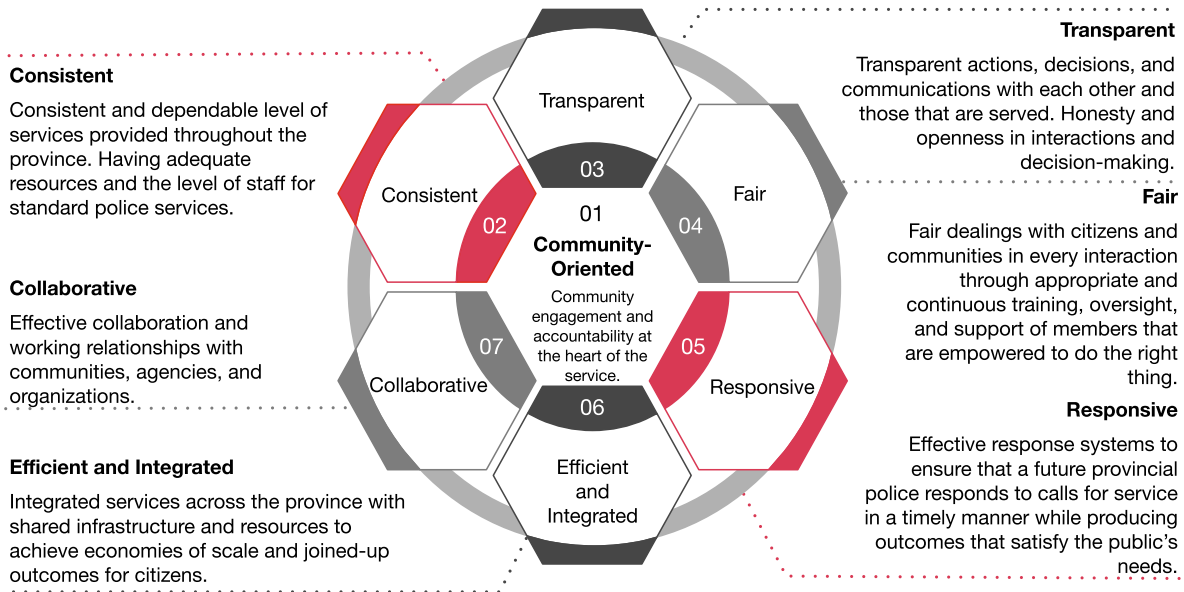 Consistent
Consistent and dependable level of
services provided throughout the
province. Having adequate
resources and the level of staff for
standard police services.
Collaborative
Effective collaboration and
working relationships with
communities, agencies, and
organizations.
Efficient and Integrated
Integrated services across the province with
shared infrastructure and resources to
achieve economies of scale and joined-up
outcomes for citizens.
Transparent
03
Consistent
02
01
Community-
Oriented
Community
engagement and
accountability at
the heart of the
service.
Fair
04
Collaborative
07
05
Responsive
06
Efficient
and
Integrated
Transparent
Transparent actions, decisions, and
communications with each other and
those that are served. Honesty and
openness in interactions and
decision-making.
Fair
Fair dealings with citizens and
communities in every interaction
through appropriate and
continuous training, oversight,
and support of members that
are empowered to do the right
thing.
Responsive
Effective response systems to
ensure that a future provincial
police responds to calls for service
in a timely manner while producing
outcomes that satisfy the public’s
needs.